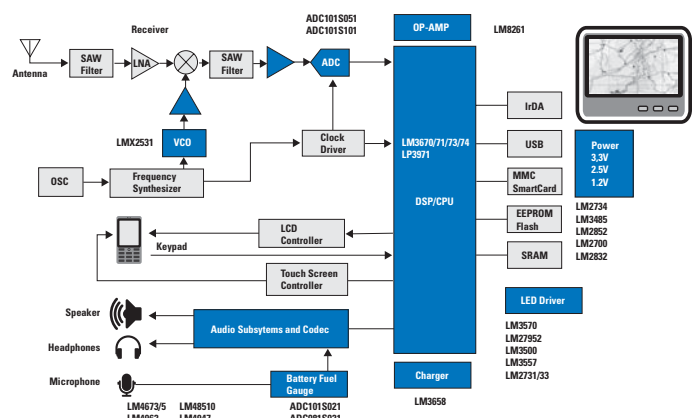 ADC101S051
ADC101S101
Receiver
Antenna
SAW
Filter
LNA
SAW
Filter
ADC
OP-AMP
LM8261
LMX2531
VCO
Clock
Driver
OSC
Frequency
Synthesizer
LM3670/71/73/74
LP3971
DSP/CPU
IrDA
USB
MMC
SmartCard
EEPROM
Flash
SRAM
Power
3,3V
2.5V
1.2V
LM2734
LM3485
LM2852
LM2700
LM2832
Keypad
LCD
Controller
Touch Screen
Controller
Speaker
Headphones
Microphone
Audio Subsytems and Codec
Battery Fuel
Gauge
LED Driver
LM3570
LM27952
LM3500
LM3557
LM2731/33
Charger
LM3658
LM4673/5 LM48510
ADC101S021